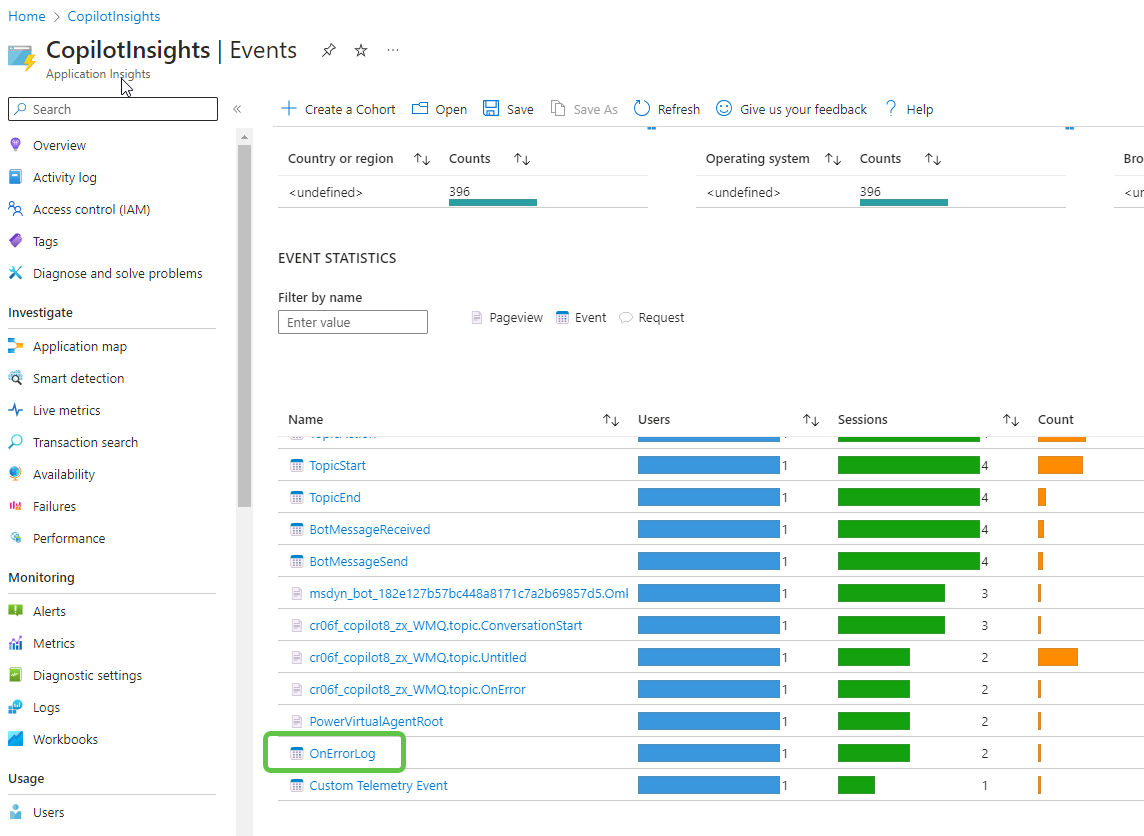 Home > CopilotInsights
CopilotInsights | Events
Application Insights
Search
Overview
Activity log
Access control (IAM)
Tags
Diagnose and solve problems
Investigate
Application map
Smart detection
Live metrics
Transaction search
Availability
Failures
Performance
Monitoring
Alerts
Metrics
Diagnostic settings
Logs
Workbooks
Usage
Users
Create a Cohort Open Save Save As Refresh Give us your feedback ? Help
Country or region Counts Operating system Counts Bro
<undefined> 396 <undefined> 396 <un
EVENT STATISTICS
Filter by name
Enter value Pageview Event Request
Name Users Sessions Count
TopicStart 1 4
TopicEnd 1 4
BotMessageReceived 1 4
BotMessageSend 1 4
msdyn_bot_182e127b57bc448a8171c7a2b69857d5.Oml 1 3
cr06f_copilot8_zx_WMQ.topic.ConversationStart 1 3
cr06f_copilot8_zx_WMQ.topic.Untitled 1 2
cr06f_copilot8_zx_WMQ.topic.OnError 1 2
PowerVirtualAgentRoot 1 2
OnErrorLog 1 2
Custom Telemetry Event 1 1